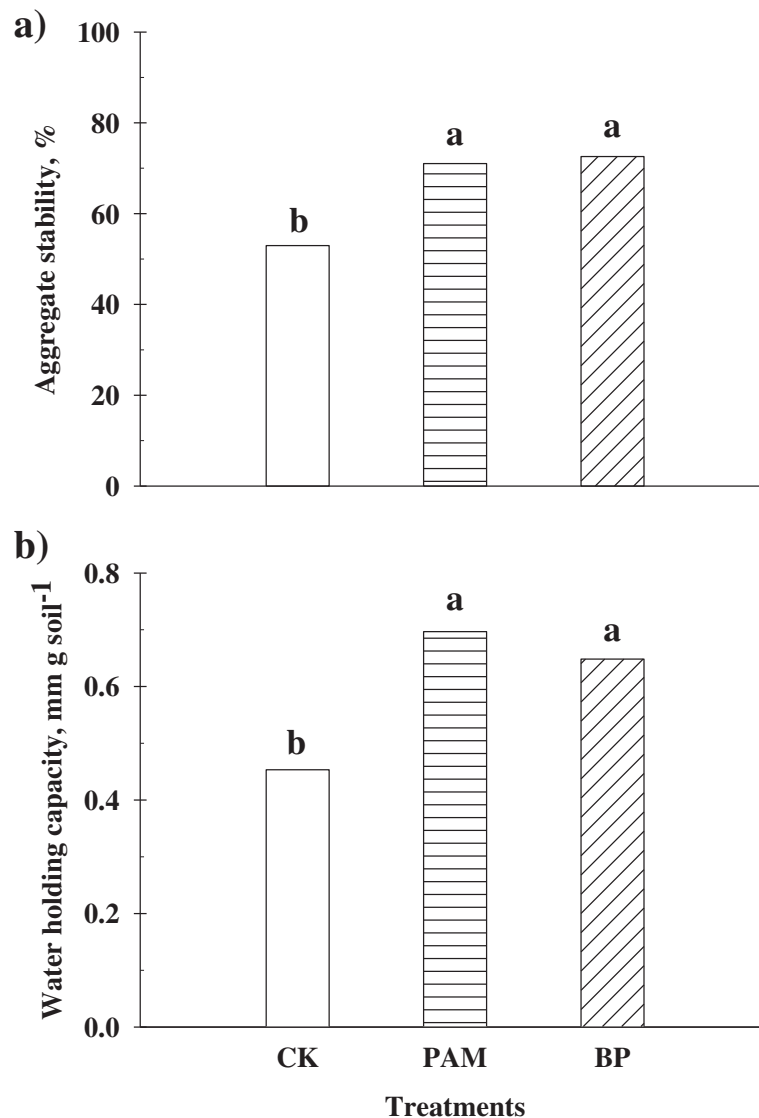 a)
100
80
60
40
20
0
Aggregate stability, %
b
a
a
b)
0.8
0.6
0.4
0.2
0.0
Water holding capacity, mm g soil-1
b
a
a
CK PAM BP
Treatments